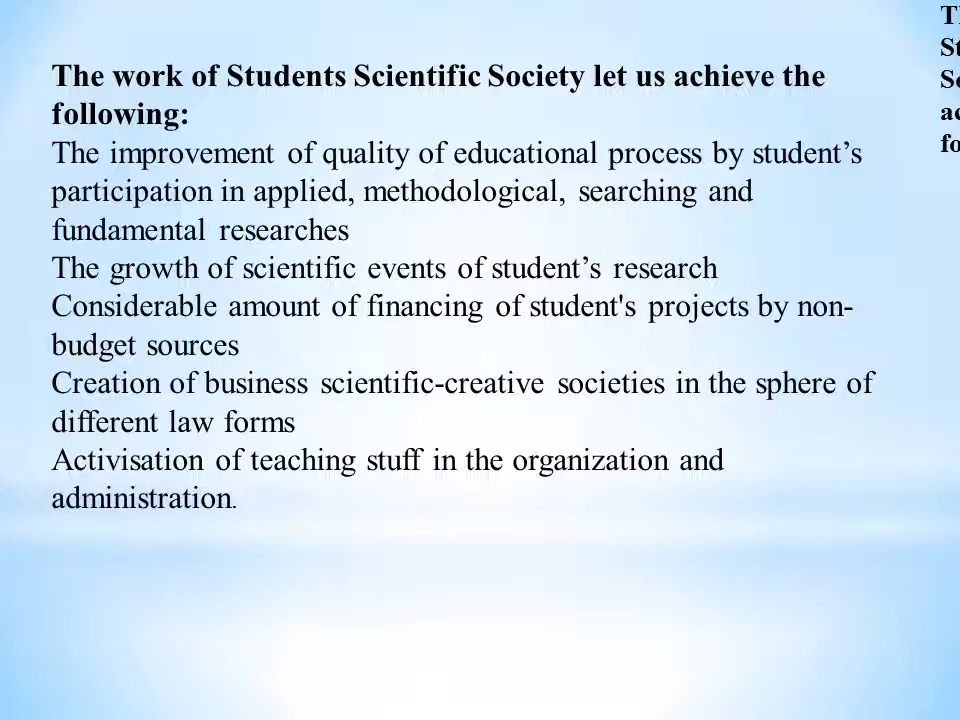 The work of Students Scientific Society let us achieve the
following:
The improvement of quality of educational process by student’s
participation in applied, methodological, searching and
fundamental researches
The growth of scientific events of student’s research
Considerable amount of financing of student's projects by non-
budget sources
Creation of business scientific-creative societies in the sphere of
different law forms
Activisation of teaching stuff in the organization and
administration.